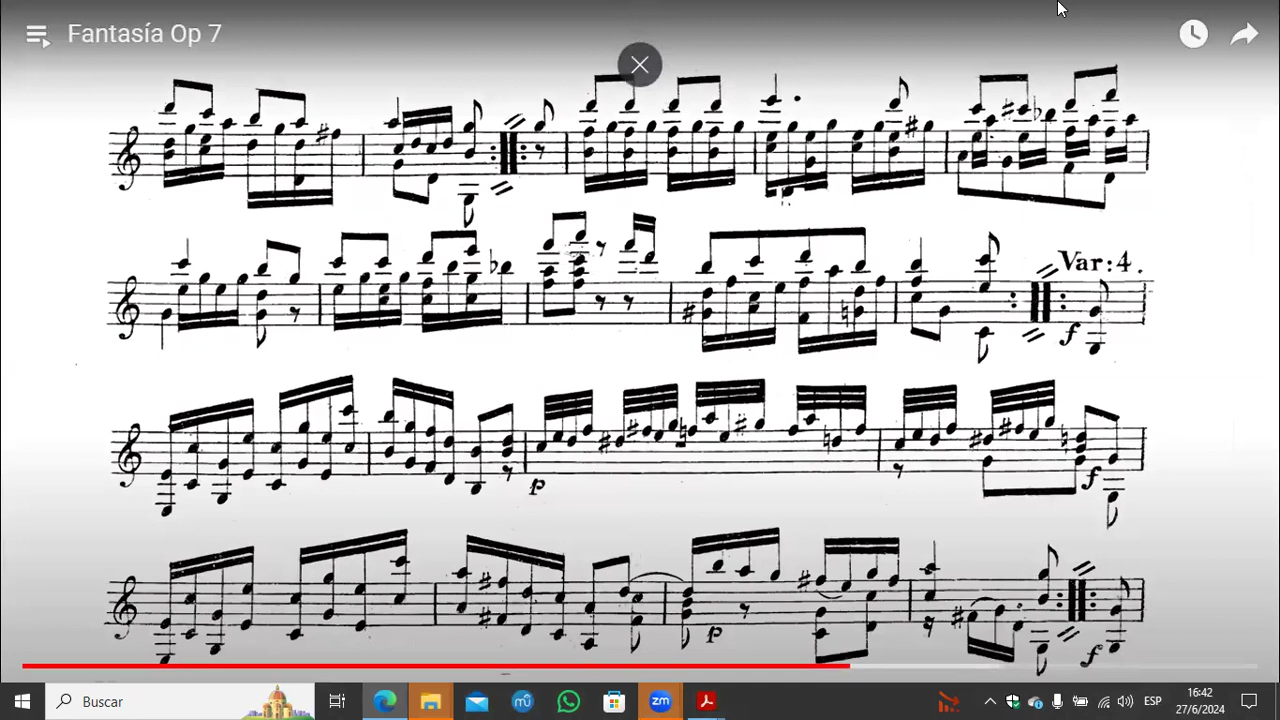 Fantasía Op 7
Var: 4.
f
p
f
p
f
Buscar
ESP
16:42
27/6/2024